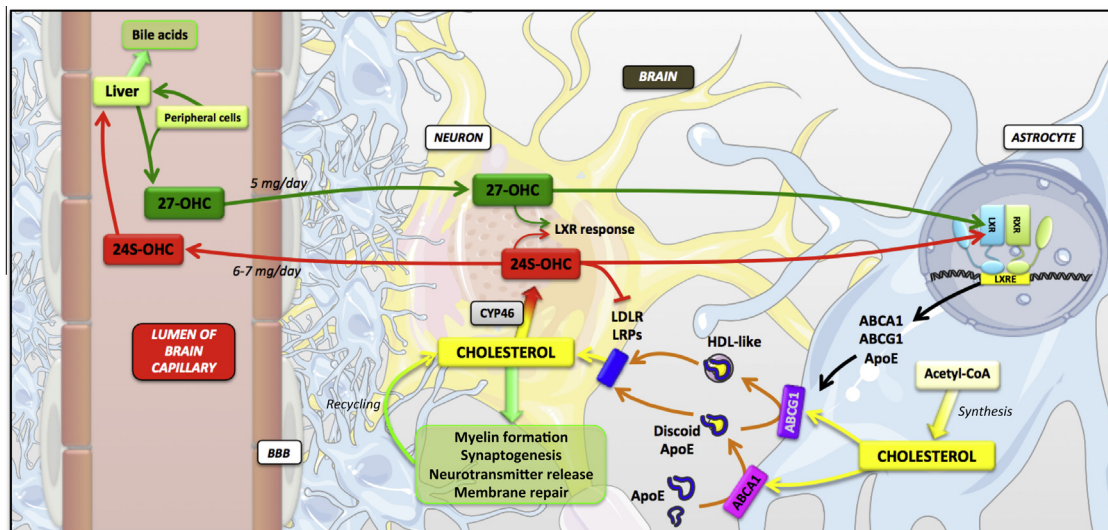 Bile acids
Liver
Peripheral cells
27-OHC
24S-OHC
5 mg/day
6-7 mg/day
LUMEN OF
BRAIN
CAPILLARY
BBB
BRAIN
NEURON
27-OHC
LXR response
24S-OHC
CYP46
CHOLESTEROL
Recycling
Myelin formation
Synaptogenesis
Neurotransmitter release
Membrane repair
LDLR
LRPs
HDL-like
Discoid
ApoE
ApoE
ABCG1
ABCA1
ASTROCYTE
LXR
RXR
LXRE
ABCA1
ABCG1
ApoE
Acetyl-CoA
Synthesis
CHOLESTEROL